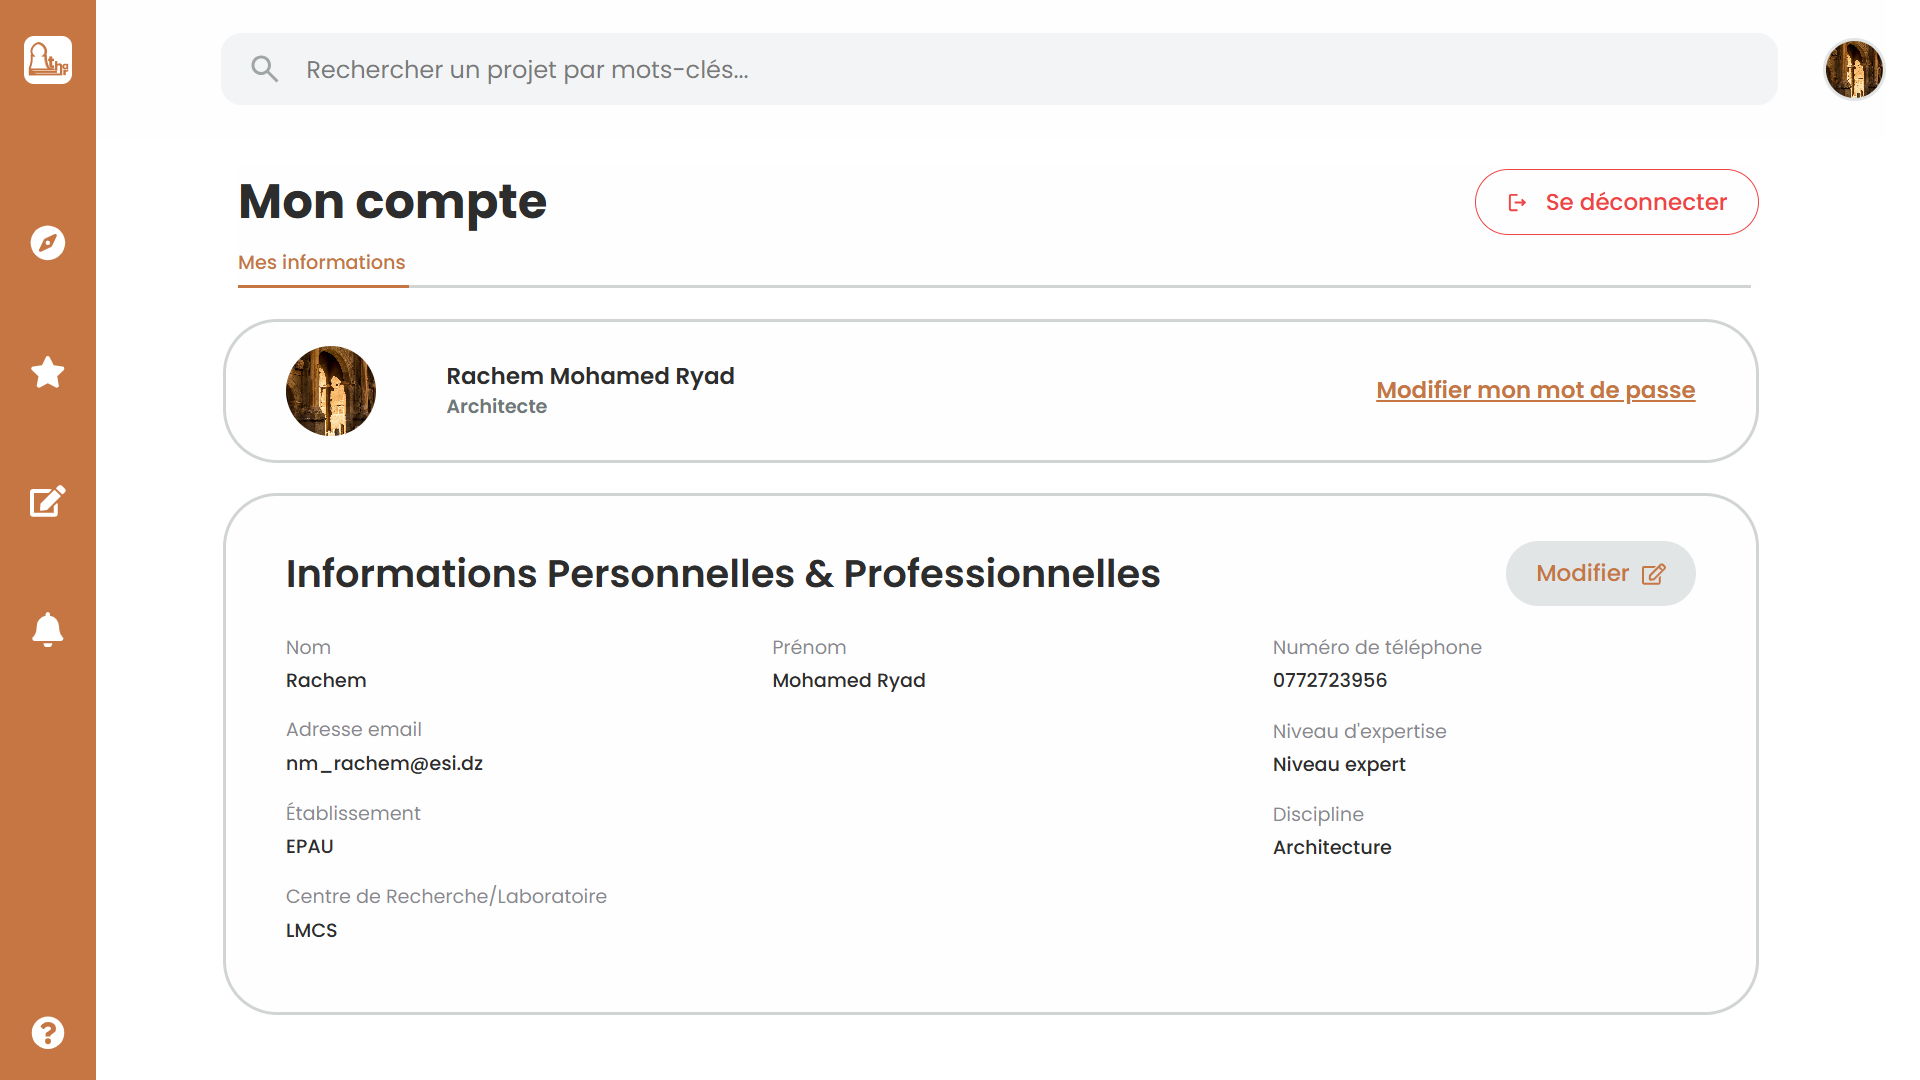 Rechercher un projet par mots-clés...
Mon compte
Se déconnecter
Mes informations
Rachem Mohamed Ryad
Architecte
Modifier mon mot de passe
Informations Personnelles & Professionnelles
Modifier
Nom
Prénom
Numéro de téléphone
Rachem
Mohamed Ryad
0772723956
Adresse email
Niveau d'expertise
nm_rachem@esi.dz
Niveau expert
Établissement
Discipline
EPAU
Architecture
Centre de Recherche/Laboratoire
LMCS